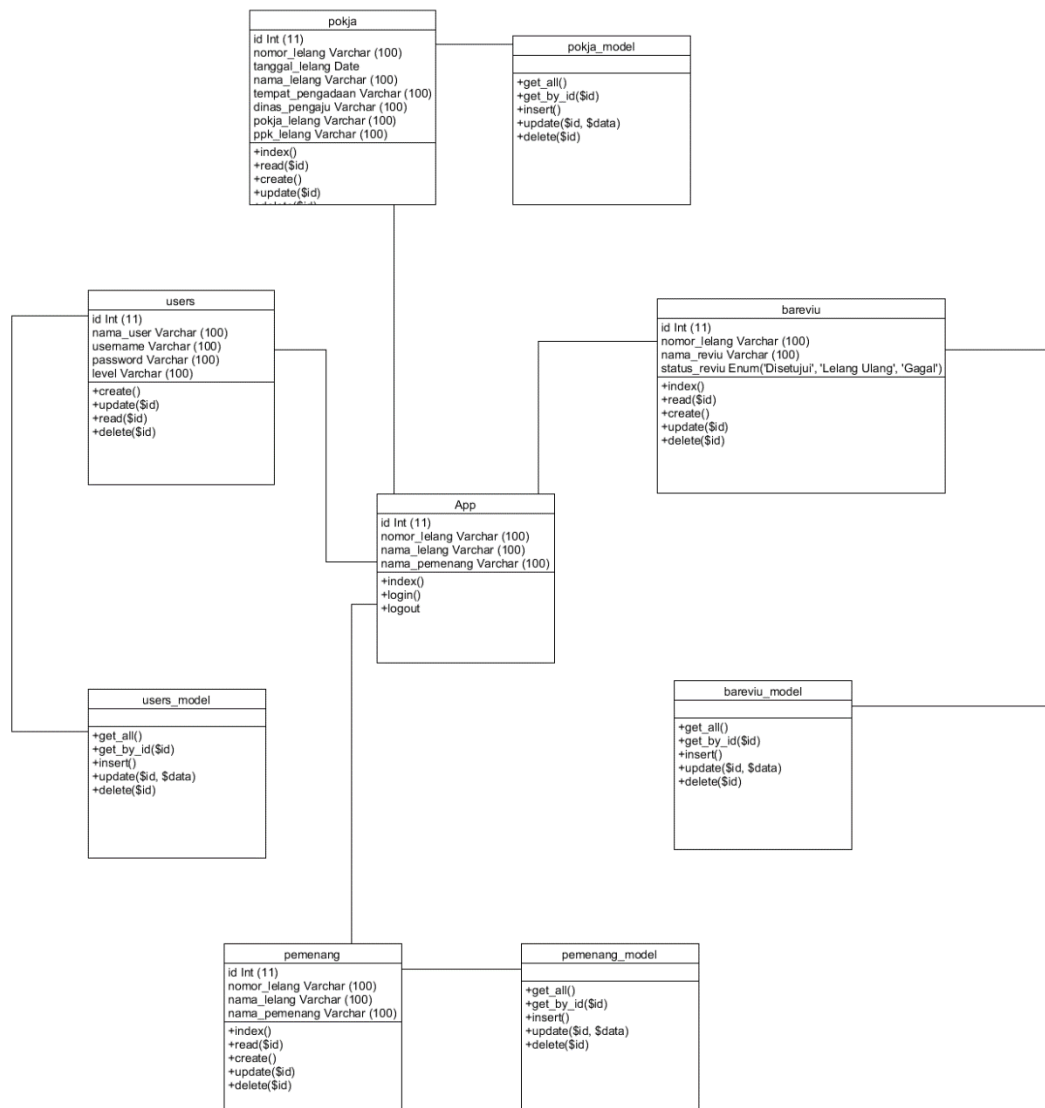 pokja
id Int (11)
nomor_lelang Varchar (100)
tanggal_lelang Date
nama_lelang Varchar (100)
tempat_pengadaan Varchar (100)
dinas_pengaju Varchar (100)
pokja_lelang Varchar (100)
ppk_lelang Varchar (100)
+index()
+read($id)
+create()
+update($id)
+delete($id)
pokja_model
+get_all()
+get_by_id($id)
+insert()
+update($id, $data)
+delete($id)
users
id Int (11)
nama_user Varchar (100)
username Varchar (100)
password Varchar (100)
level Varchar (100)
+create()
+update($id)
+read($id)
+delete($id)
bareviu
id Int (11)
nomor_lelang Varchar (100)
nama_reviu Varchar (100)
status_reviu Enum('Disetujui', 'Lelang Ulang', 'Gagal')
+index()
+read($id)
+create()
+update($id)
+delete($id)
App
id Int (11)
nomor_lelang Varchar (100)
nama_lelang Varchar (100)
nama_pemenang Varchar (100)
+index()
+login()
+logout
users_model
+get_all()
+get_by_id($id)
+insert()
+update($id, $data)
+delete($id)
bareviu_model
+get_all()
+get_by_id($id)
+insert()
+update($id, $data)
+delete($id)
pemenang
id Int (11)
nomor_lelang Varchar (100)
nama_lelang Varchar (100)
nama_pemenang Varchar (100)
+index()
+read($id)
+create()
+update($id)
+delete($id)
pemenang_model
+get_all()
+get_by_id($id)
+insert()
+update($id, $data)
+delete($id)